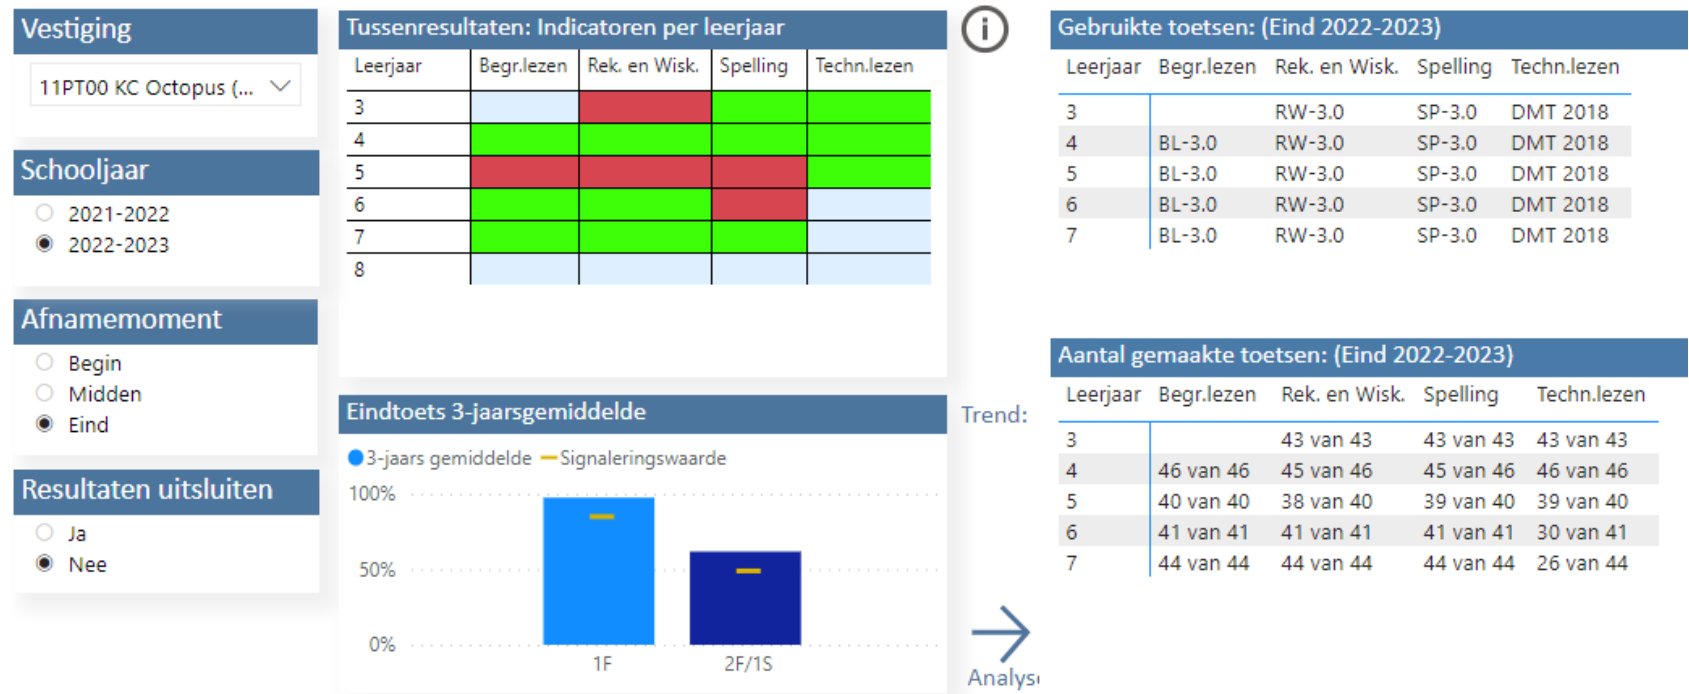 Vestiging
11PT00 KC Octopus (...
Schooljaar
2021-2022
2022-2023
Afnamemoment
Begin
Midden
Eind
Resultaten uitsluiten
Ja
Nee
Tussenresultaten: Indicatoren per leerjaar
Leerjaar Begr.lezen Rek. en Wisk. Spelling Techn.lezen
3
4
5
6
7
8
Eindtoets 3-jaarsgemiddelde
3-jaars gemiddelde Signaleringswaarde
100%
50%
0%
1F 2F/1S
i
Trend:
Analys
Gebruikte toetsen: (Eind 2022-2023)
Leerjaar Begr.lezen Rek. en Wisk. Spelling Techn.lezen
3 RW-3.0 SP-3.0 DMT 2018
4 BL-3.0 RW-3.0 SP-3.0 DMT 2018
5 BL-3.0 RW-3.0 SP-3.0 DMT 2018
6 BL-3.0 RW-3.0 SP-3.0 DMT 2018
7 BL-3.0 RW-3.0 SP-3.0 DMT 2018
Aantal gemaakte toetsen: (Eind 2022-2023)
Leerjaar Begr.lezen Rek. en Wisk. Spelling Techn.lezen
3 43 van 43 43 van 43 43 van 43
4 46 van 46 45 van 46 45 van 46 46 van 46
5 40 van 40 38 van 40 39 van 40 39 van 40
6 41 van 41 41 van 41 41 van 41 30 van 41
7 44 van 44 44 van 44 44 van 44 26 van 44